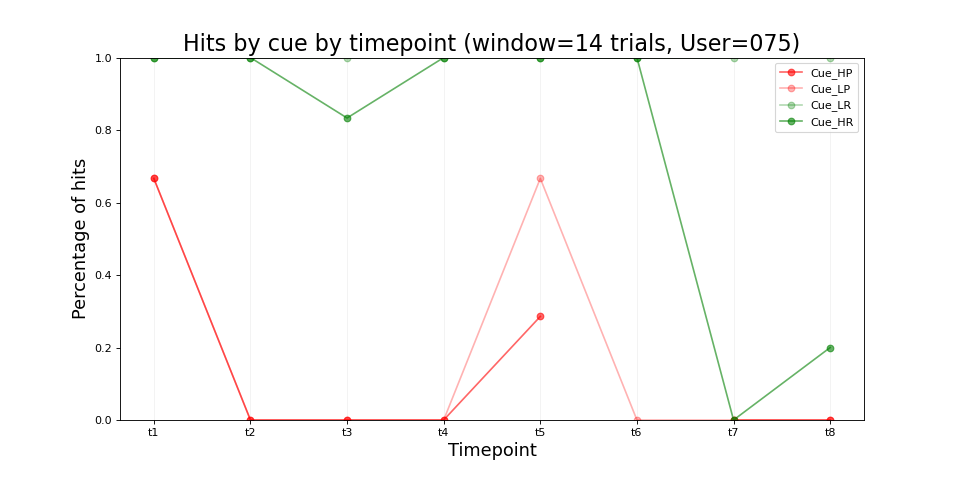 Hits by cue by timepoint (window=14 trials, User=075)
Percentage of hits
1.0
0.8
0.6
0.4
0.2
0.0
Cue_HP
Cue_LP
Cue_LR
Cue_HR
t1 t2 t3 t4 t5 t6 t7 t8
Timepoint